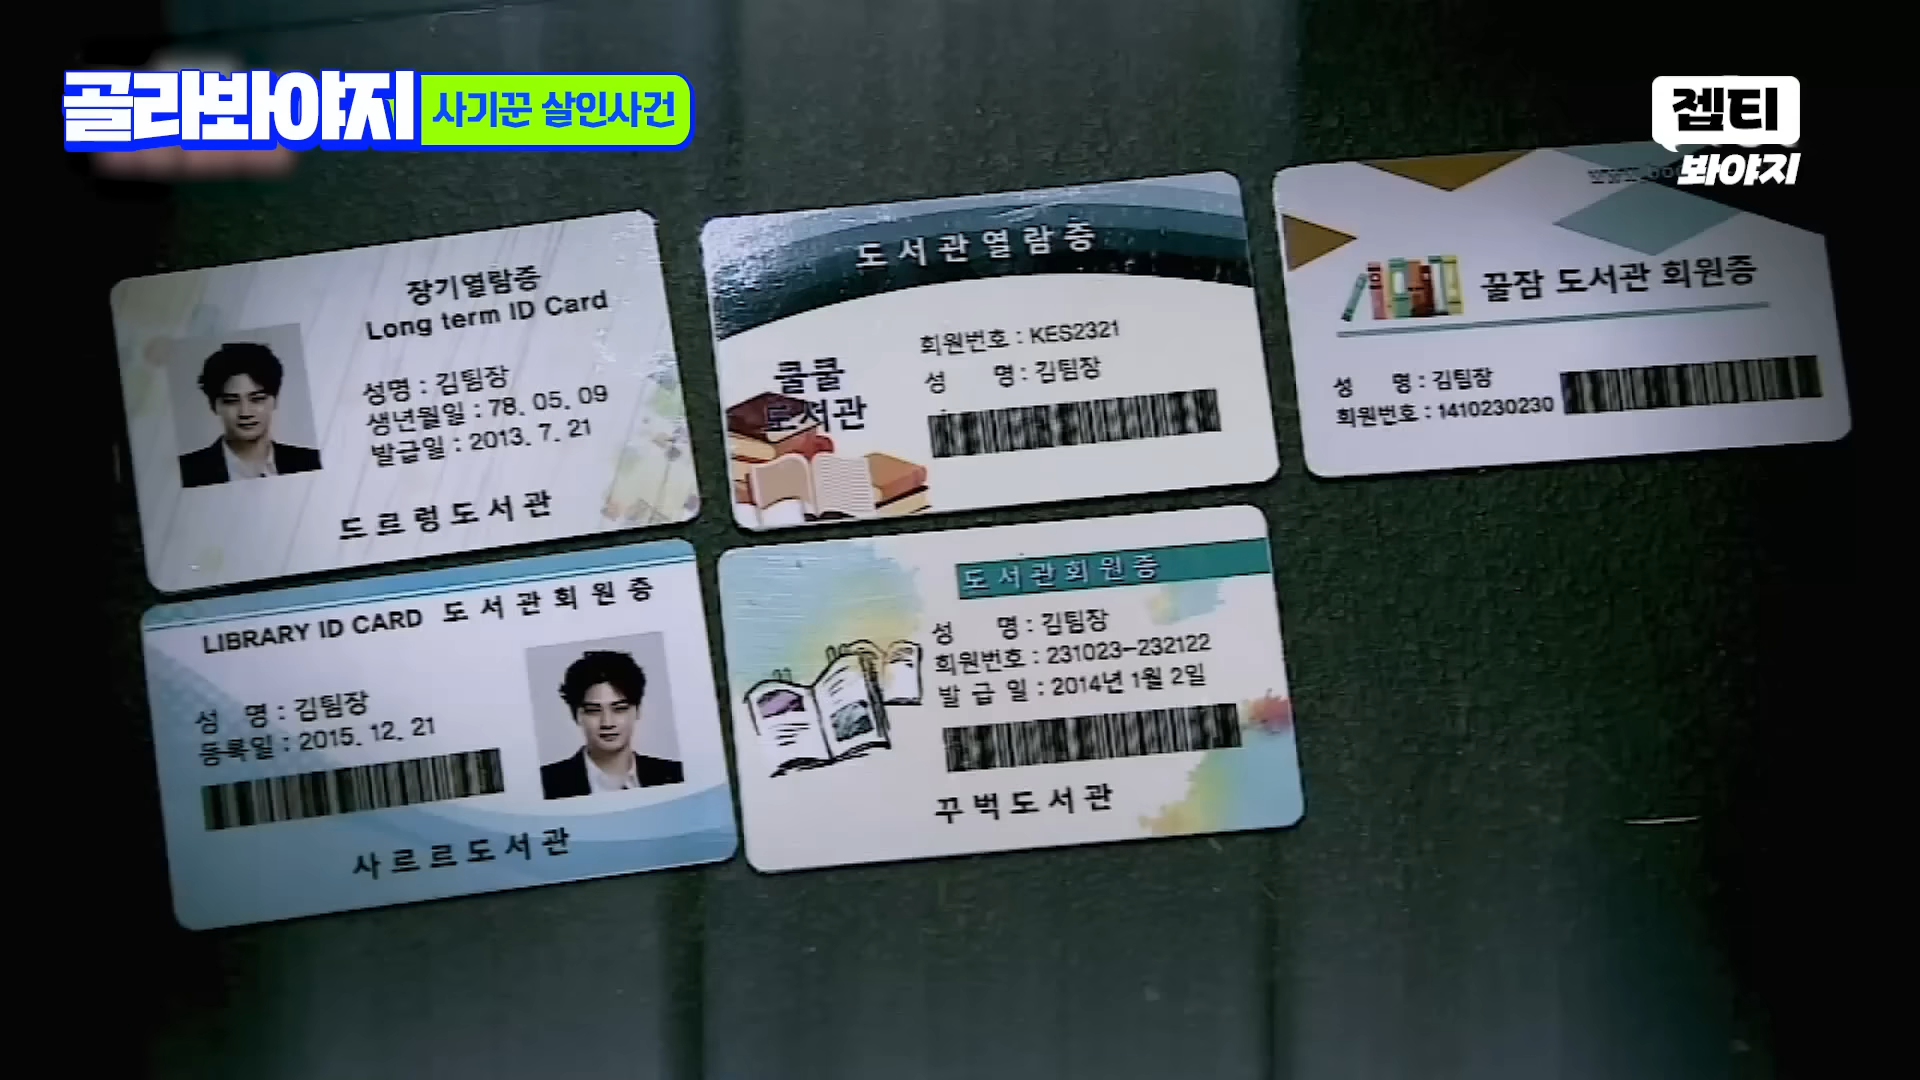 골라봐야지 사기꾼 살인사건
젭티
봐야지
장기열람증
Long term ID Card
성명 : 김팀장
생년월일 : 78. 05. 09
발급일 : 2013. 7. 21
드르렁도서관
도서관열람증
회원번호 : KES2321
성 명 : 김팀장
쿨쿨
도서관
꿀잠 도서관 회원증
성 명 : 김팀장
회원번호 : 1410230230
LIBRARY ID CARD 도서관회원증
성 명 : 김팀장
등록일 : 2015. 12. 21
사르르도서관
도서관회원증
성 명 : 김팀장
회원번호 : 231023-232122
발 급 일 : 2014년 1월 2일
꾸벅도서관